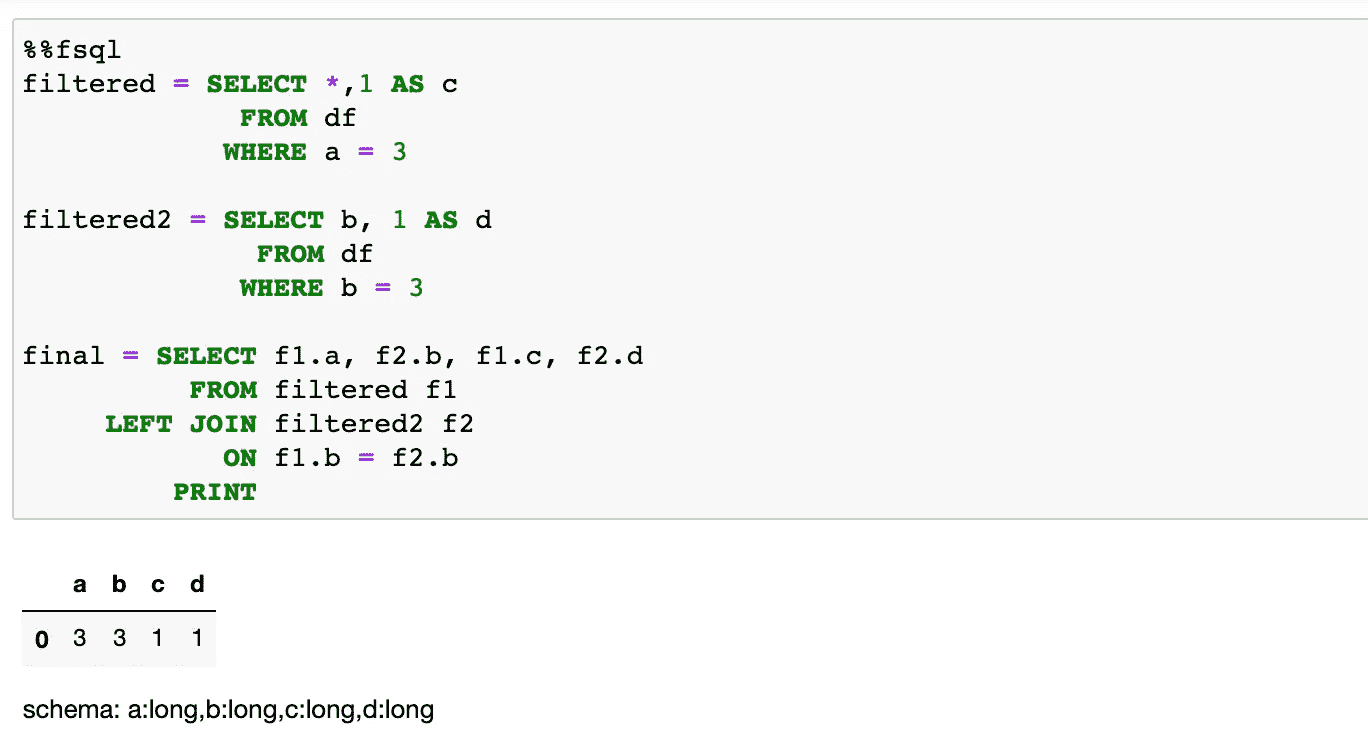 %%fsql
filtered = SELECT *,1 AS c
FROM df
WHERE a = 3
filtered2 = SELECT b, 1 AS d
FROM df
WHERE b = 3
final = SELECT f1.a, f2.b, f1.c, f2.d
FROM filtered f1
LEFT JOIN filtered2 f2
ON f1.b = f2.b
PRINT
a b c d
0 3 3 1 1
schema: a:long,b:long,c:long,d:long